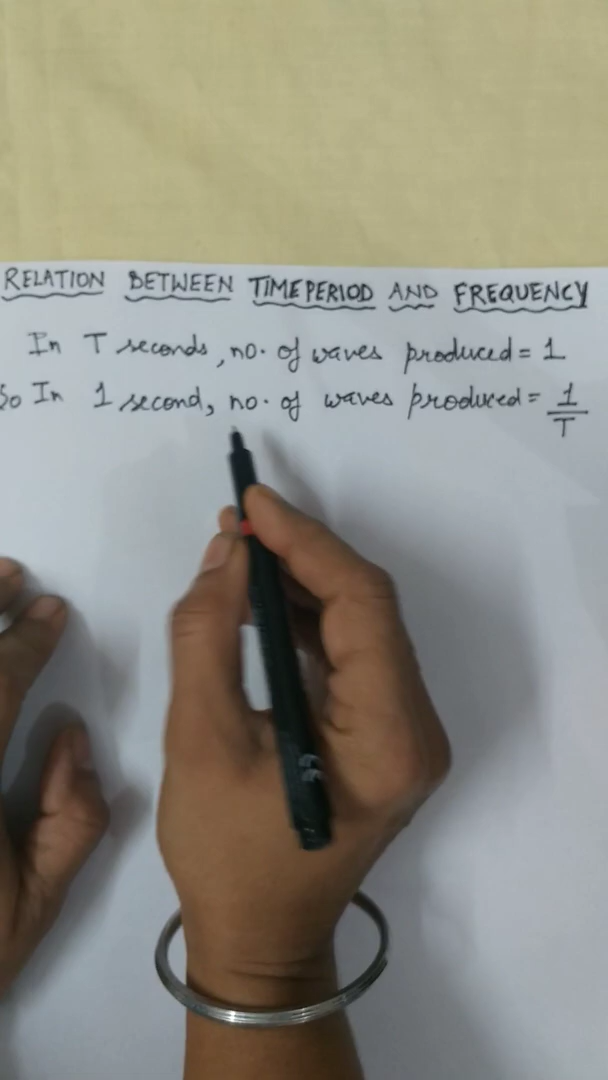 RELATION BETWEEN TIMEPERIOD AND FREQUENCY
In T seconds, no. of waves produced = 1
So In 1 second, no. of waves produced = 1/T